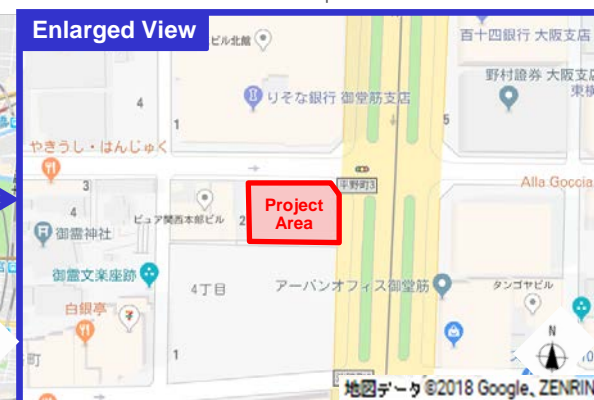 Enlarged View
ビル北館
百十四銀行 大阪支店
野村證券 大阪支店
りそな銀行 御堂筋支店
4
1
5
やきうし・はんじゅく
3
平野町3
Alla Goccia
Project
Area
4
ピュア関西本部ビル
2
御霊神社
御霊文楽座跡
4丁目
アーバンオフィス御堂筋
タンゴヤビル
白銀亭
町
1
N
地図データ ©2018 Google、ZENRIN